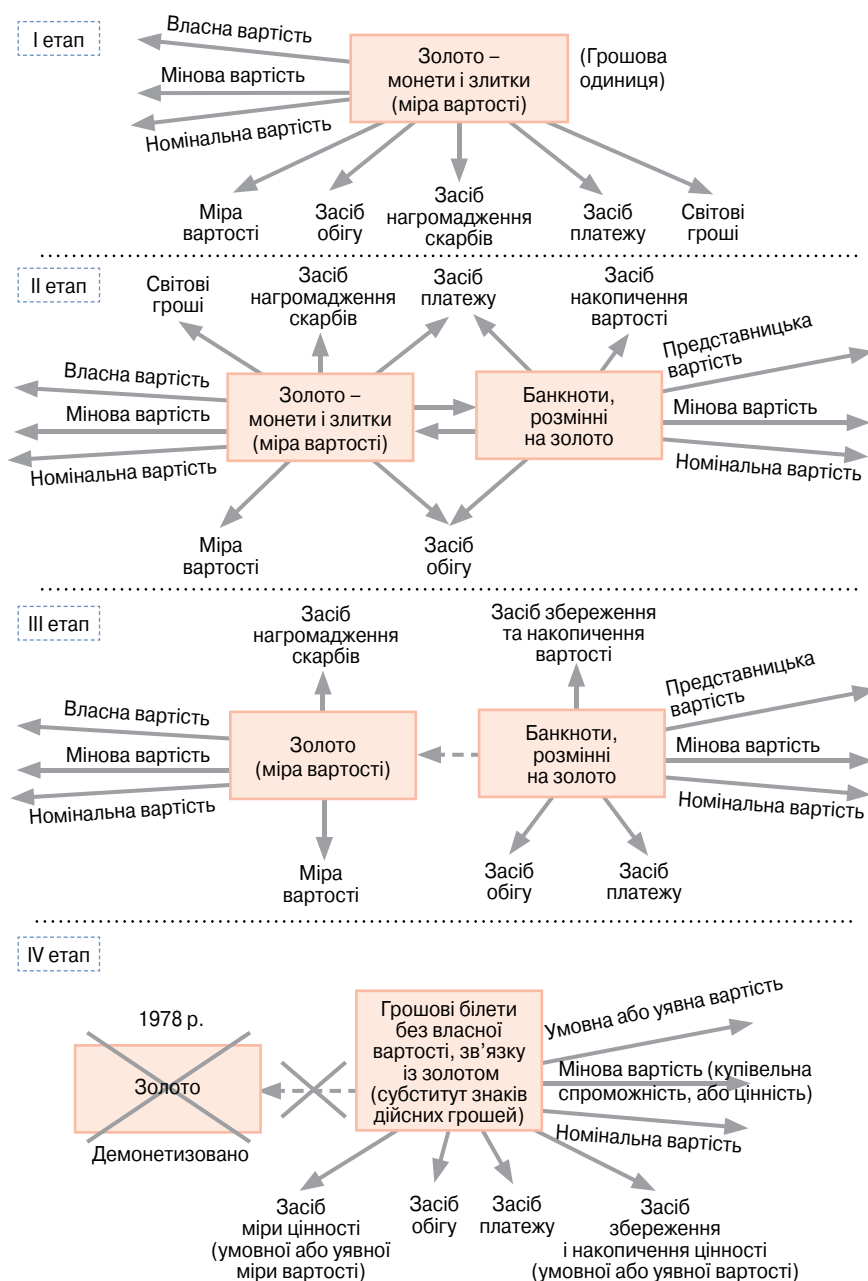 I етап
Власна вартість
Мінова вартість
Номінальна вартість
Золото –
монети і злитки
(міра вартості)
(Грошова
одиниця)
Міра
вартості
Засіб
обігу
Засіб
нагромадження
скарбів
Засіб
платежу
Світові
гроші
II етап
Світові
гроші
Засіб
нагромадження
скарбів
Засіб
платежу
Засіб
накопичення
вартості
Власна вартість
Мінова вартість
Номінальна вартість
Золото –
монети і злитки
(міра вартості)
Банкноти,
розмінні
на золото
Представницька
вартість
Мінова вартість
Номінальна вартість
Міра
вартості
Засіб
обігу
III етап
Засіб
нагромадження
скарбів
Засіб збереження
та накопичення
вартості
Власна вартість
Мінова вартість
Номінальна вартість
Золото
(міра вартості)
Банкноти,
розмінні
на золото
Представницька
вартість
Мінова вартість
Номінальна вартість
Міра
вартості
Засіб
обігу
Засіб
платежу
IV етап
1978 р.
Золото
Демонетизовано
Грошові білети
без власної
вартості, зв’язку
із золотом
(субститут знаків
дійсних грошей)
Умовна або уявна вартість
Мінова вартість (купівельна
спроможність, або цінність)
Номінальна вартість
Засіб
міри цінності
(умовної або уявної
міри вартості)
Засіб
обігу
Засіб
платежу
Засіб
збереження
і накопичення цінності
(умовної або уявної вартості)